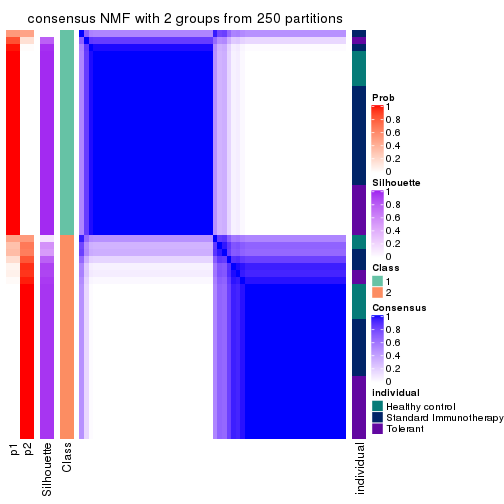 consensus NMF with 2 groups from 250 partitions
Prob
1
0.8
0.6
0.4
0.2
0
Silhouette
1
0.8
0.6
0.4
0.2
0
Class
1
2
Consensus
1
0.8
0.6
0.4
0.2
0
individual
Healthy control
Standard Immunotherapy
Tolerant
p1
p2
Silhouette
Class
individual